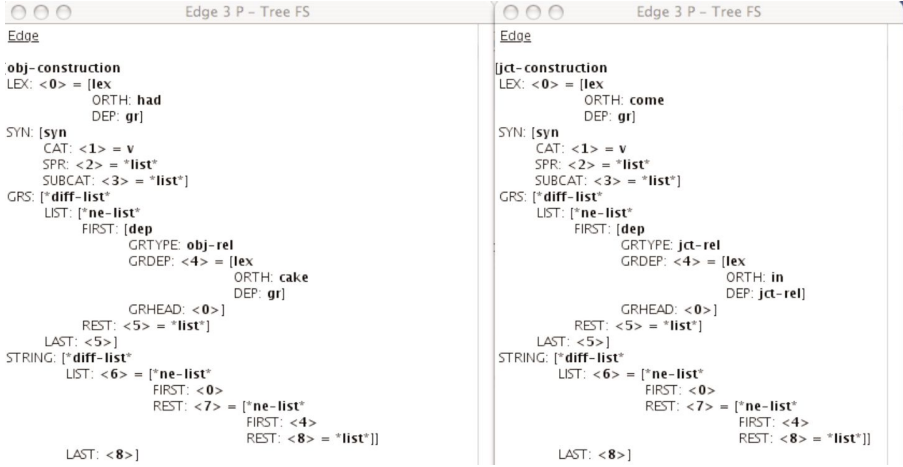 Edge 3 P – Tree FS
Edge
[obj-construction
LEX: <0> = [lex
ORTH: had
DEP: gr]
SYN: [syn
CAT: <1> = v
SPR: <2> = *list*
SUBCAT: <3> = *list*]
GRS: [*diff-list*
LIST: [*ne-list*
FIRST: [dep
GRTYPE: obj-rel
GRDEP: <4> = [lex
ORTH: cake
DEP: gr]
GRHEAD: <0>]
REST: <5> = *list*]
LAST: <5>]
STRING: [*diff-list*
LIST: <6> = [*ne-list*
FIRST: <0>
REST: <7> = [*ne-list*
FIRST: <4>
REST: <8> = *list*]]
LAST: <8>]
Edge 3 P – Tree FS
Edge
[jct-construction
LEX: <0> = [lex
ORTH: come
DEP: gr]
SYN: [syn
CAT: <1> = v
SPR: <2> = *list*
SUBCAT: <3> = *list*]
GRS: [*diff-list*
LIST: [*ne-list*
FIRST: [dep
GRTYPE: jct-rel
GRDEP: <4> = [lex
ORTH: in
DEP: jct-rel]
GRHEAD: <0>]
REST: <5> = *list*]
LAST: <5>]
STRING: [*diff-list*
LIST: <6> = [*ne-list*
FIRST: <0>
REST: <7> = [*ne-list*
FIRST: <4>
REST: <8> = *list*]]
LAST: <8>]